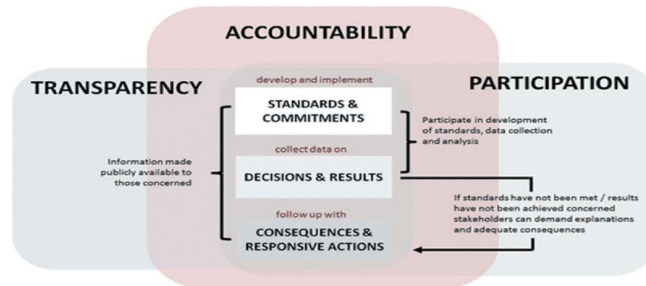 ACCOUNTABILITY
TRANSPARENCY
PARTICIPATION
develop and implement
STANDARDS &
COMMITMENTS
collect data on
DECISIONS & RESULTS
follow up with
CONSEQUENCES &
RESPONSIVE ACTIONS
Information made
publicly available to
those concerned
Participate in development
of standards, data collection
and analysis
If standards have not been met / results
have not been achieved concerned
stakeholders can demand explanations
and adequate consequences